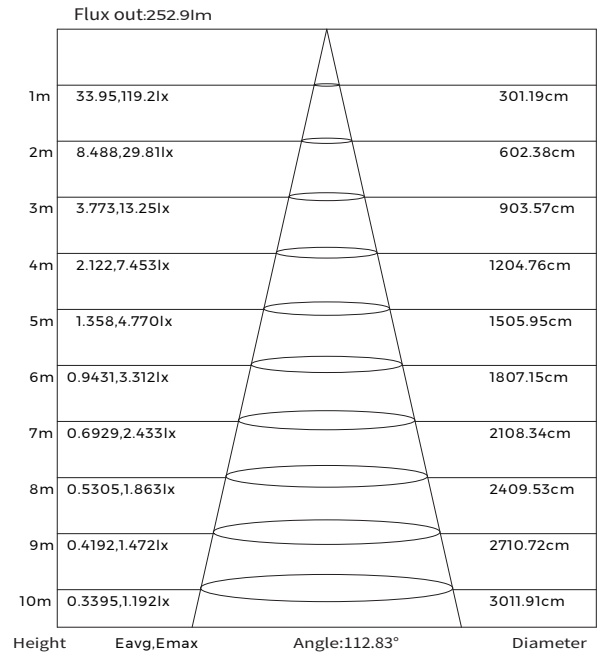 Flux out:252.9lm
1m 33.95,119.2lx 301.19cm
2m 8.488,29.81lx 602.38cm
3m 3.773,13.25lx 903.57cm
4m 2.122,7.453lx 1204.76cm
5m 1.358,4.770lx 1505.95cm
6m 0.9431,3.312lx 1807.15cm
7m 0.6929,2.433lx 2108.34cm
8m 0.5305,1.863lx 2409.53cm
9m 0.4192,1.472lx 2710.72cm
10m 0.3395,1.192lx 3011.91cm
Height Eavg,Emax Angle:112.83° Diameter